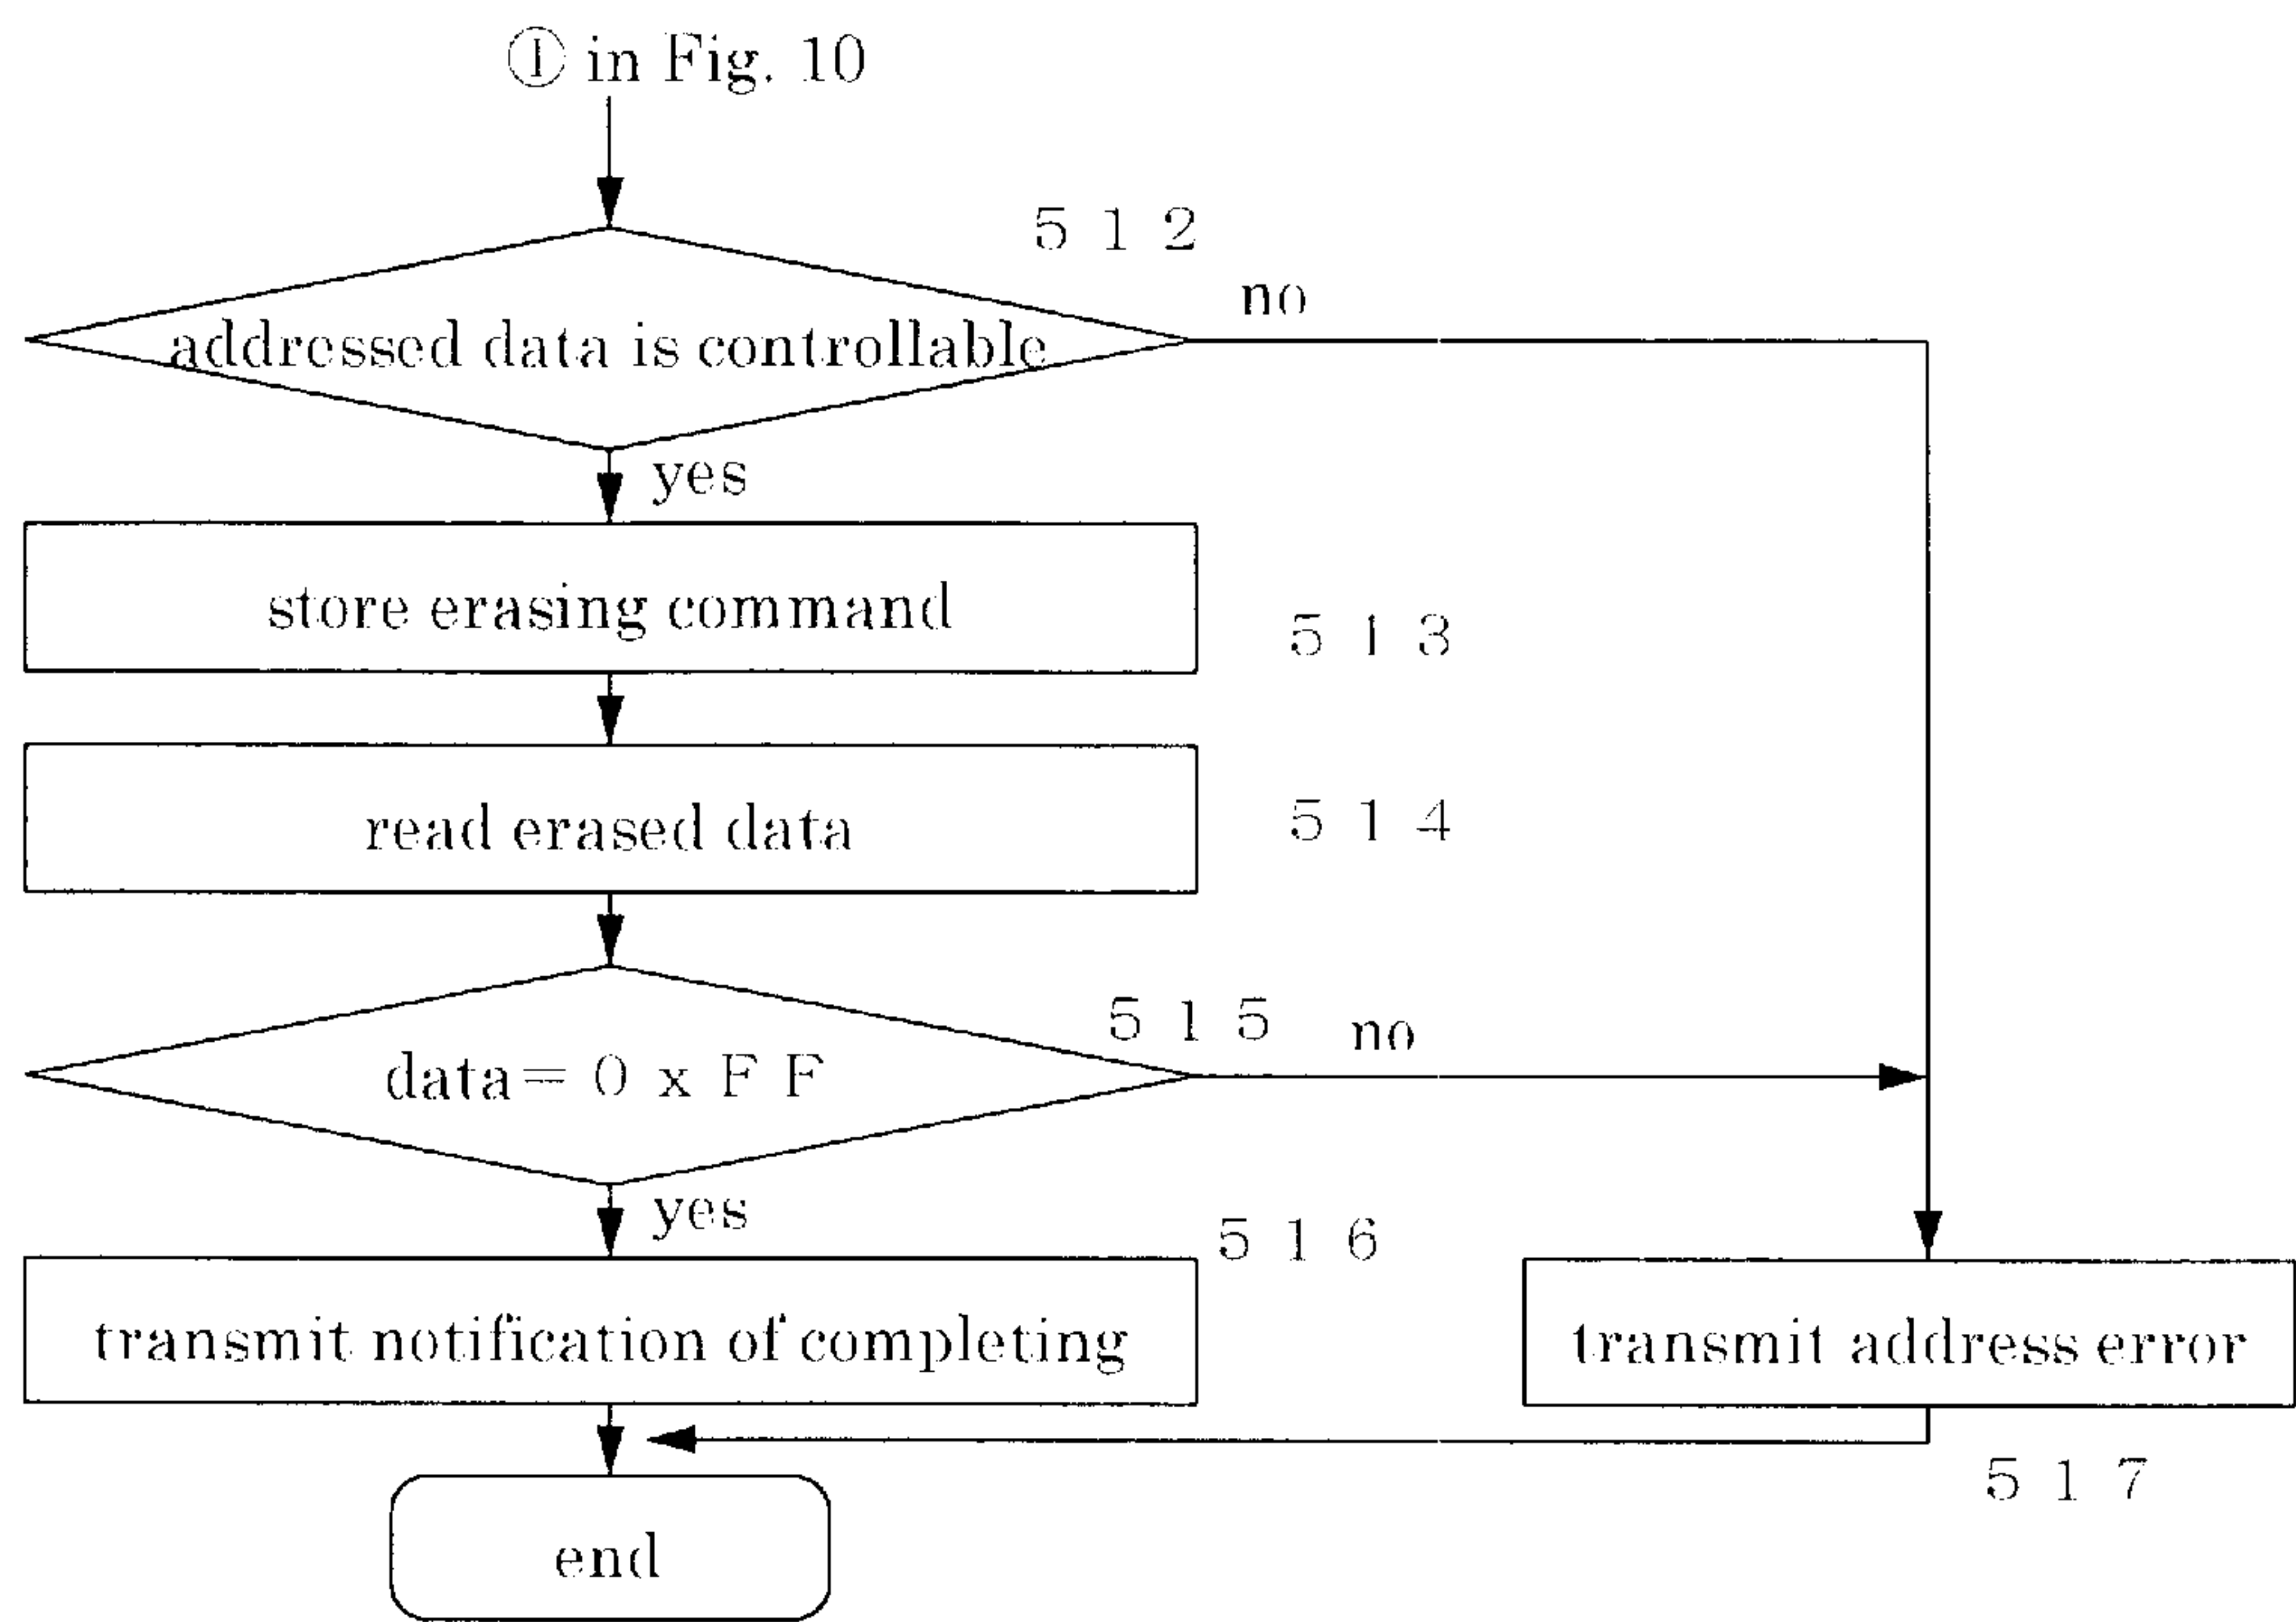 ① in Fig. 10
5 1 2
no
addressed data is controllable
yes
store erasing command
5 1 3
read erased data
5 1 4
5 1 5 no
data= 0 x F F
yes
5 1 6
transmit notification of completing
transmit address error
5 1 7
end